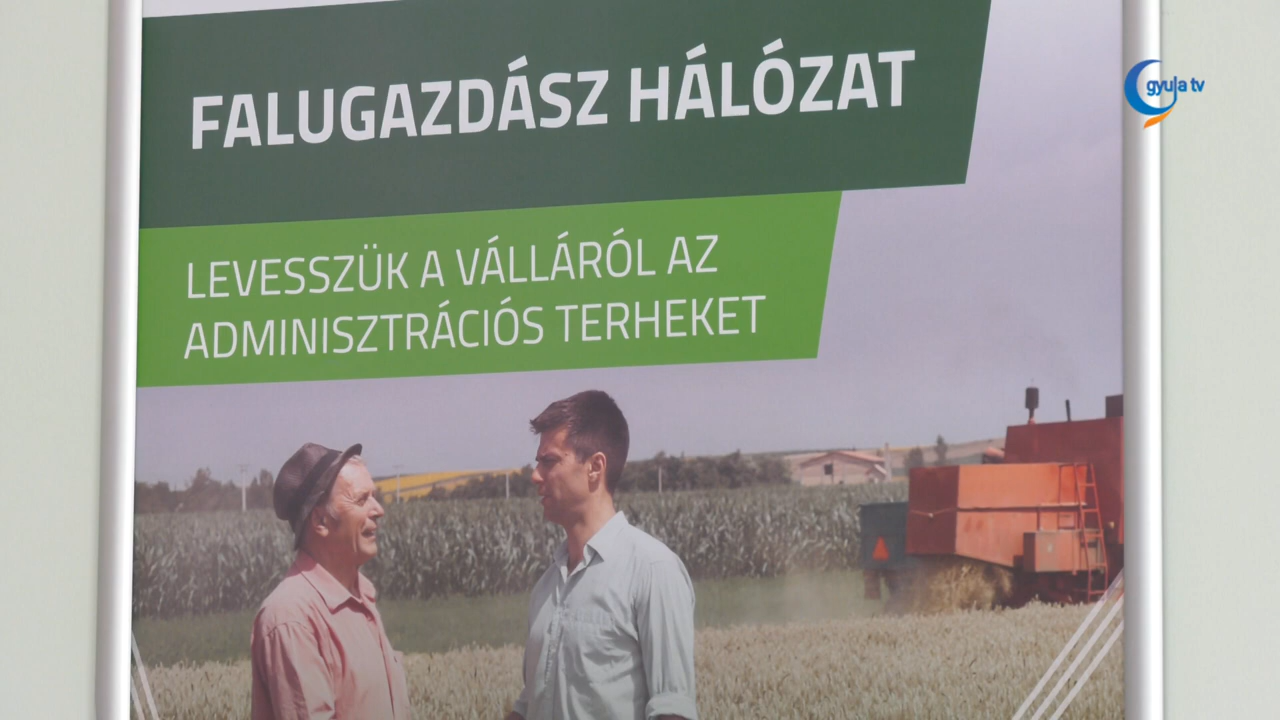 FALUGAZDÁSZ HÁLÓZAT
gyula tv
LEVESSZÜK A VÁLLÁRÓL AZ
ADMINISZTRÁCIÓS TERHEKET